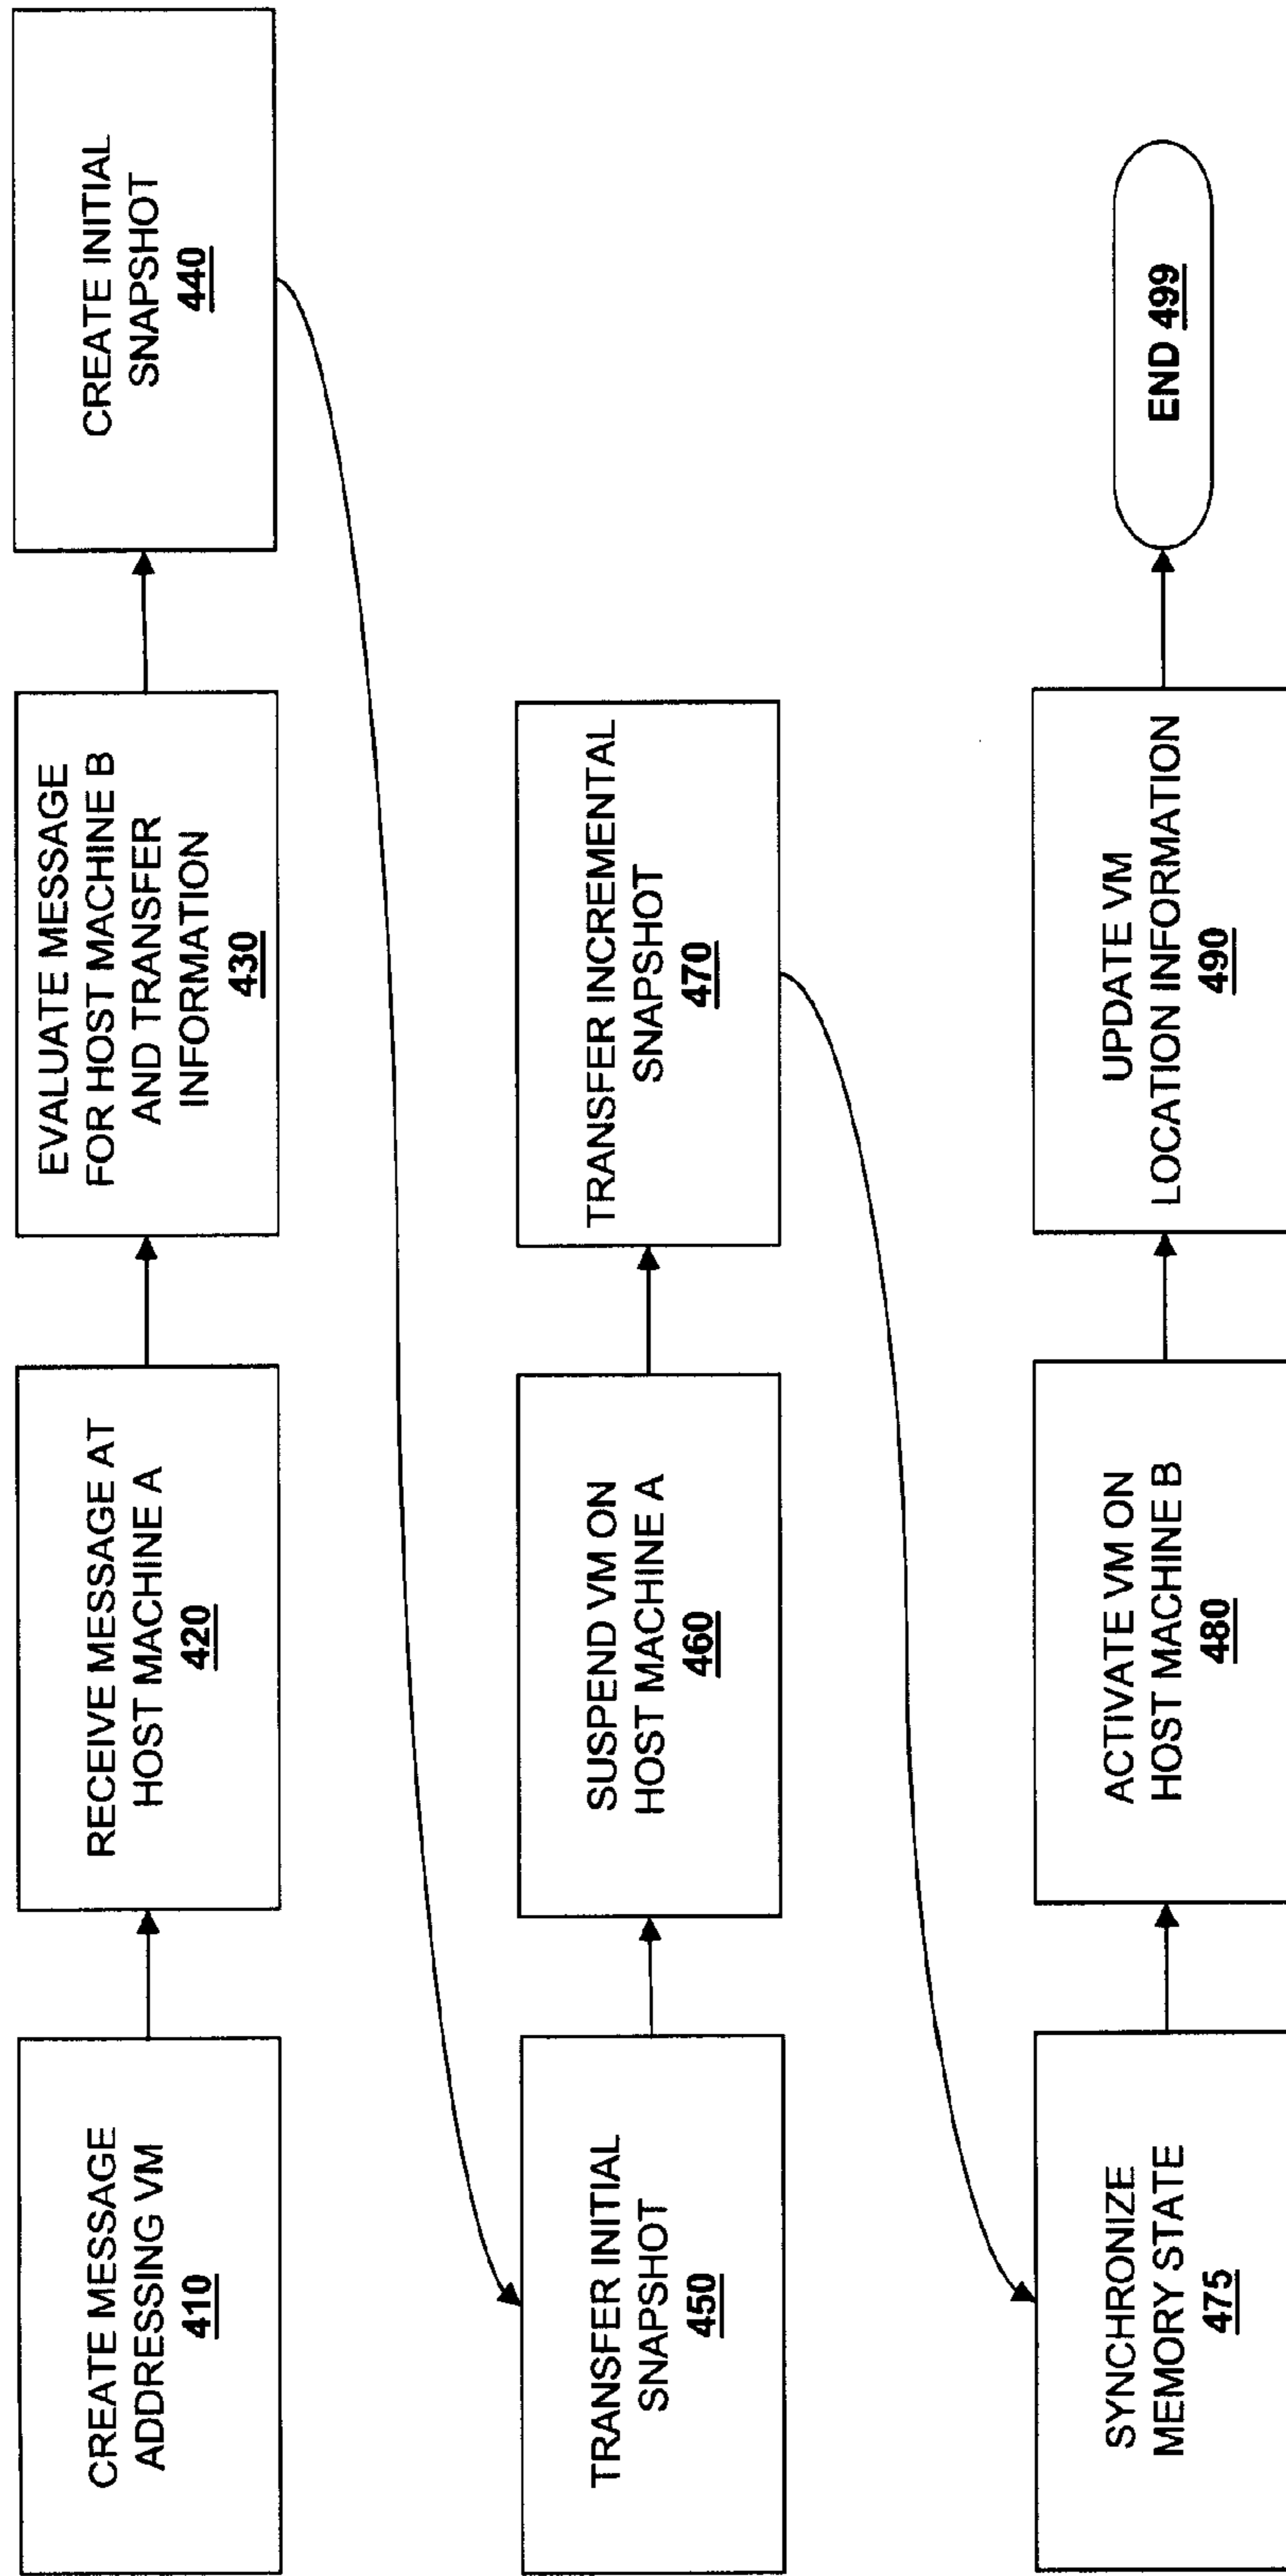 CREATE MESSAGE
ADDRESSING VM
410
RECEIVE MESSAGE AT
HOST MACHINE A
420
EVALUATE MESSAGE
FOR HOST MACHINE B
AND TRANSFER
INFORMATION
430
CREATE INITIAL
SNAPSHOT
440
TRANSFER INITIAL
SNAPSHOT
450
SUSPEND VM ON
HOST MACHINE A
460
TRANSFER INCREMENTAL
SNAPSHOT
470
SYNCHRONIZE
MEMORY STATE
475
ACTIVATE VM ON
HOST MACHINE B
480
UPDATE VM
LOCATION INFORMATION
490
END 499